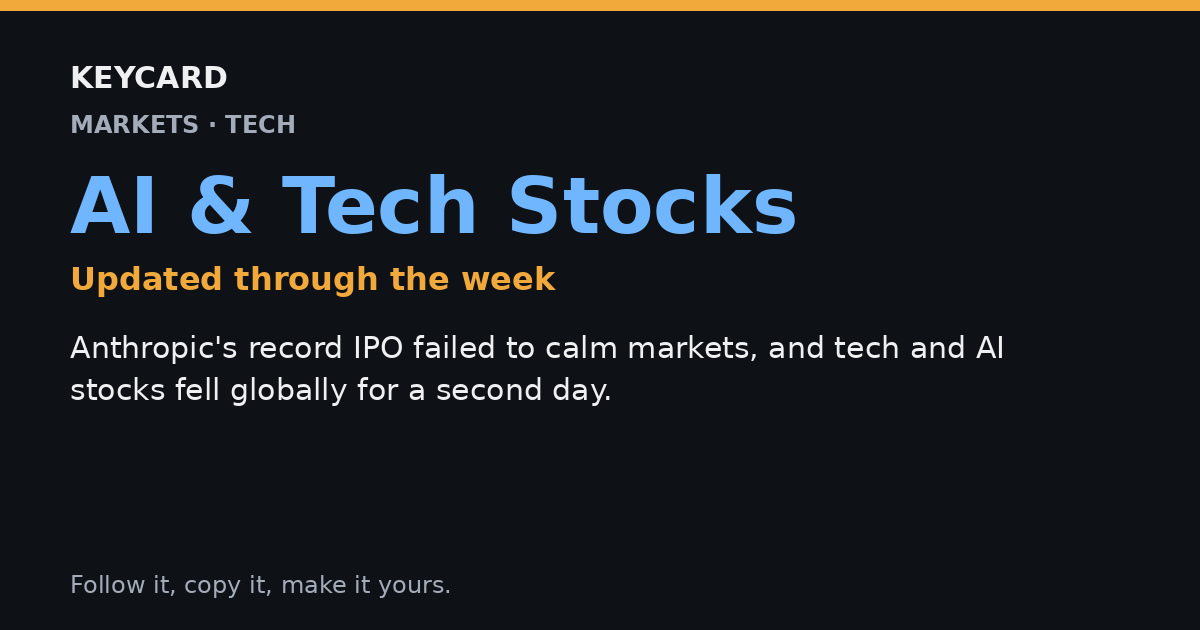 KEYCARD
MARKETS · TECH
AI & Tech Stocks
Updated through the week
Anthropic's record IPO failed to calm markets, and tech and AI
stocks fell globally for a second day.
Follow it, copy it, make it yours.